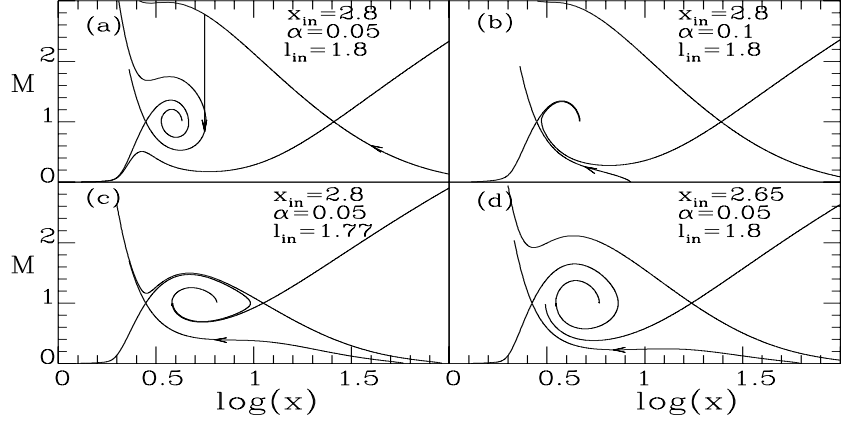 (a)
x_in=2.8
α=0.05
l_in=1.8
(b)
x_in=2.8
α=0.1
l_in=1.8
2
M
1
0
(c)
x_in=2.8
α=0.05
l_in=1.77
(d)
x_in=2.65
α=0.05
l_in=1.8
2
M
1
0
0 0.5 1 1.5
0 0.5 1 1.5
log(x)
log(x)